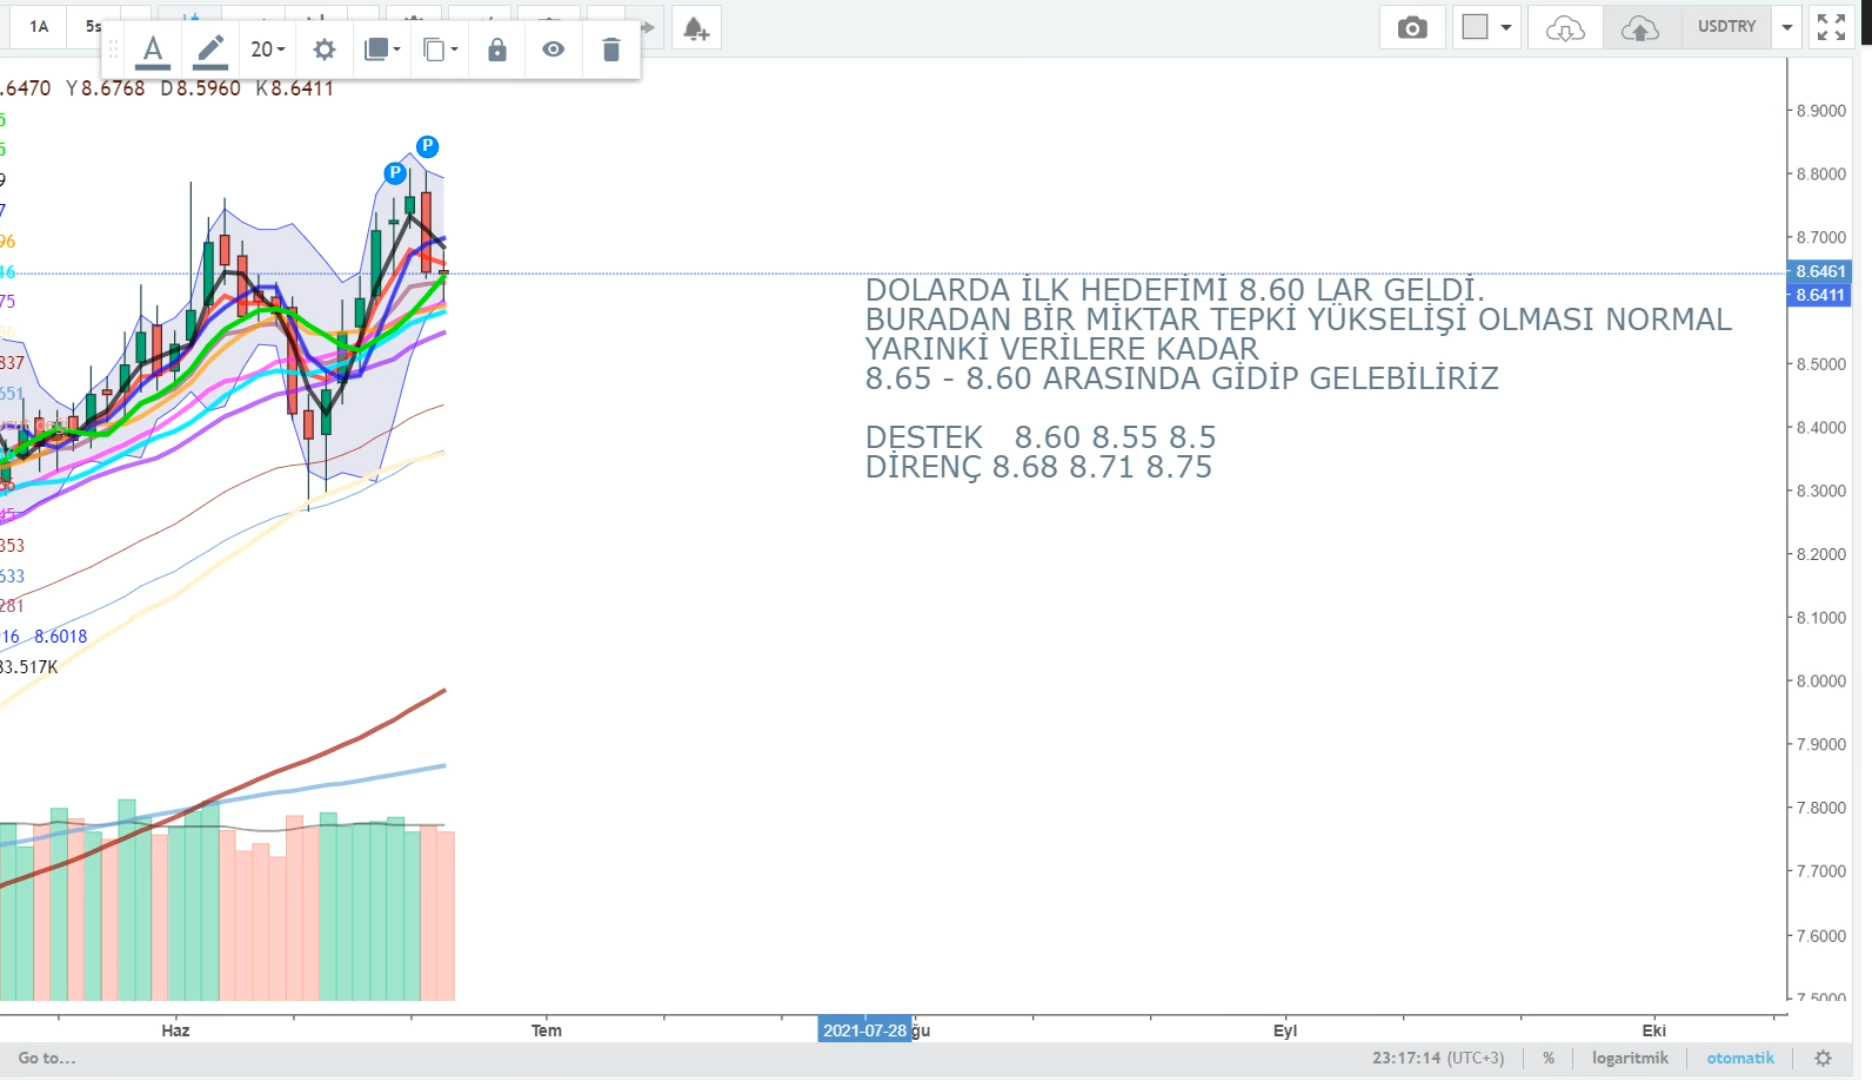 1A
20
USDTRY
.6470 Y8.6768 D8.5960 K8.6411
P
P
8.9000
8.8000
8.7000
8.6461
8.6411
8.5000
8.4000
8.3000
8.2000
8.1000
8.0000
7.9000
7.8000
7.7000
7.6000
7.5000
96
46
75
837
651
353
633
281
16 8.6018
83.517K
DOLARDA İLK HEDEFİMİ 8.60 LAR GELDİ.
BURADAN BİR MİKTAR TEPKİ YÜKSELİŞİ OLMASI NORMAL
YARINKİ VERİLERE KADAR
8.65 - 8.60 ARASINDA GİDİP GELEBİLİRİZ
DESTEK 8.60 8.55 8.5
DİRENÇ 8.68 8.71 8.75
Haz
Tem
2021-07-28
ğu
Eyl
Eki
Go to...
23:17:14 (UTC+3)
%
logaritmik
otomatik